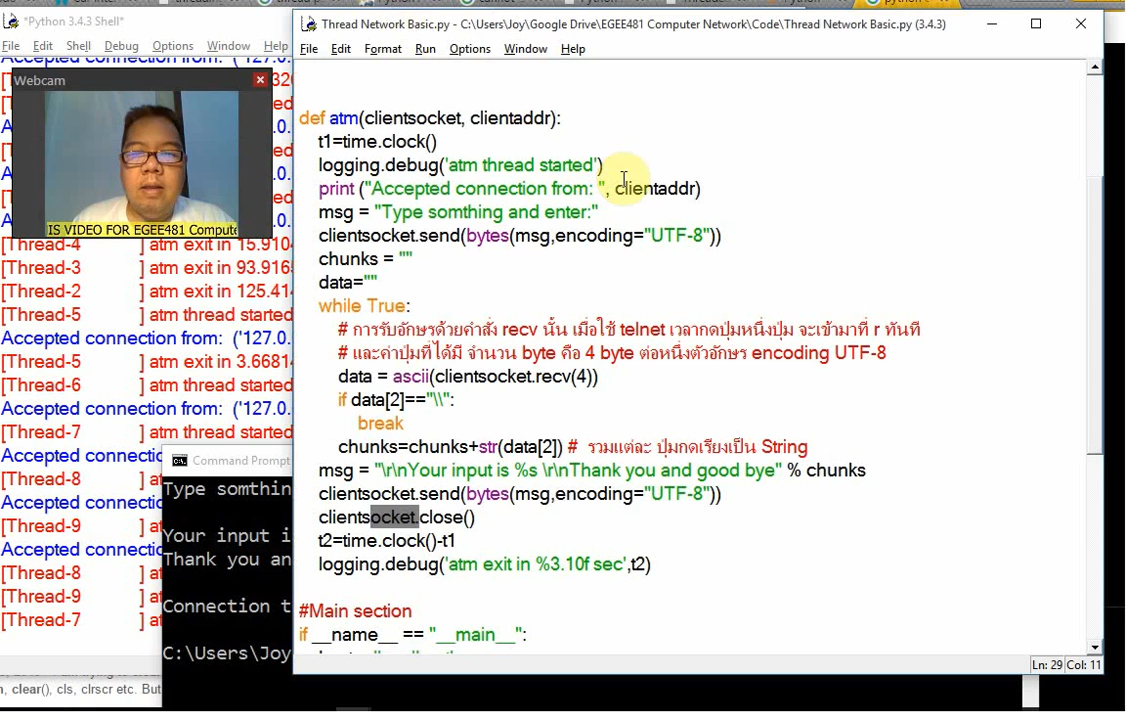 *Python 3.4.3 Shell*
File Edit Shell Debug Options Window Help
Accepted connection from: ('127.0.
Webcam
IS VIDEO FOR EGEE481 Compute
[Thread-4 ] atm exit in 15.9104
[Thread-3 ] atm exit in 93.9165
[Thread-2 ] atm exit in 125.414
[Thread-5 ] atm thread started
Accepted connection from: ('127.0.
[Thread-5 ] atm exit in 3.66814
[Thread-6 ] atm thread started
Accepted connection from: ('127.0.
[Thread-7 ] atm thread started
Accepted connectio
[Thread-8 ] at
Accepted connectio
[Thread-9 ] at
Accepted connectio
[Thread-8 ] at
[Thread-9 ] at
[Thread-7 ] at
, clear(), cls, clrscr etc. But
Command Prompt
Type somthin
Your input i
Thank you an
Connection t
C:\Users\Joy
Thread Network Basic.py - C:\Users\Joy\Google Drive\EGEE481 Computer Network\Code\Thread Network Basic.py (3.4.3)
File Edit Format Run Options Window Help
def atm(clientsocket, clientaddr):
t1=time.clock()
logging.debug('atm thread started')
print ("Accepted connection from: ", clientaddr)
msg = "Type somthing and enter:"
clientsocket.send(bytes(msg,encoding="UTF-8"))
chunks = ""
data=""
while True:
# การรับอักษรด้วยคำสั่ง recv นั้น เมื่อใช้ telnet เวลากดปุ่มหนึ่งปุ่ม จะเข้ามาที่ r ทันที
# และค่าปุ่มที่ได้มี จำนวน byte คือ 4 byte ต่อหนึ่งตัวอักษร encoding UTF-8
data = ascii(clientsocket.recv(4))
if data[2]=="\\":
break
chunks=chunks+str(data[2]) # รวมแต่ละ ปุ่มกดเรียงเป็น String
msg = "\r\nYour input is %s \r\nThank you and good bye" % chunks
clientsocket.send(bytes(msg,encoding="UTF-8"))
clientsocket.close()
t2=time.clock()-t1
logging.debug('atm exit in %3.10f sec',t2)
#Main section
if __name__ == "__main__":
Ln: 29 Col: 11